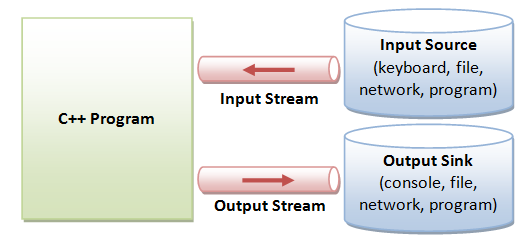 C++ Program
Input Stream
Output Stream
Input Source
(keyboard, file,
network, program)
Output Sink
(console, file,
network, program)